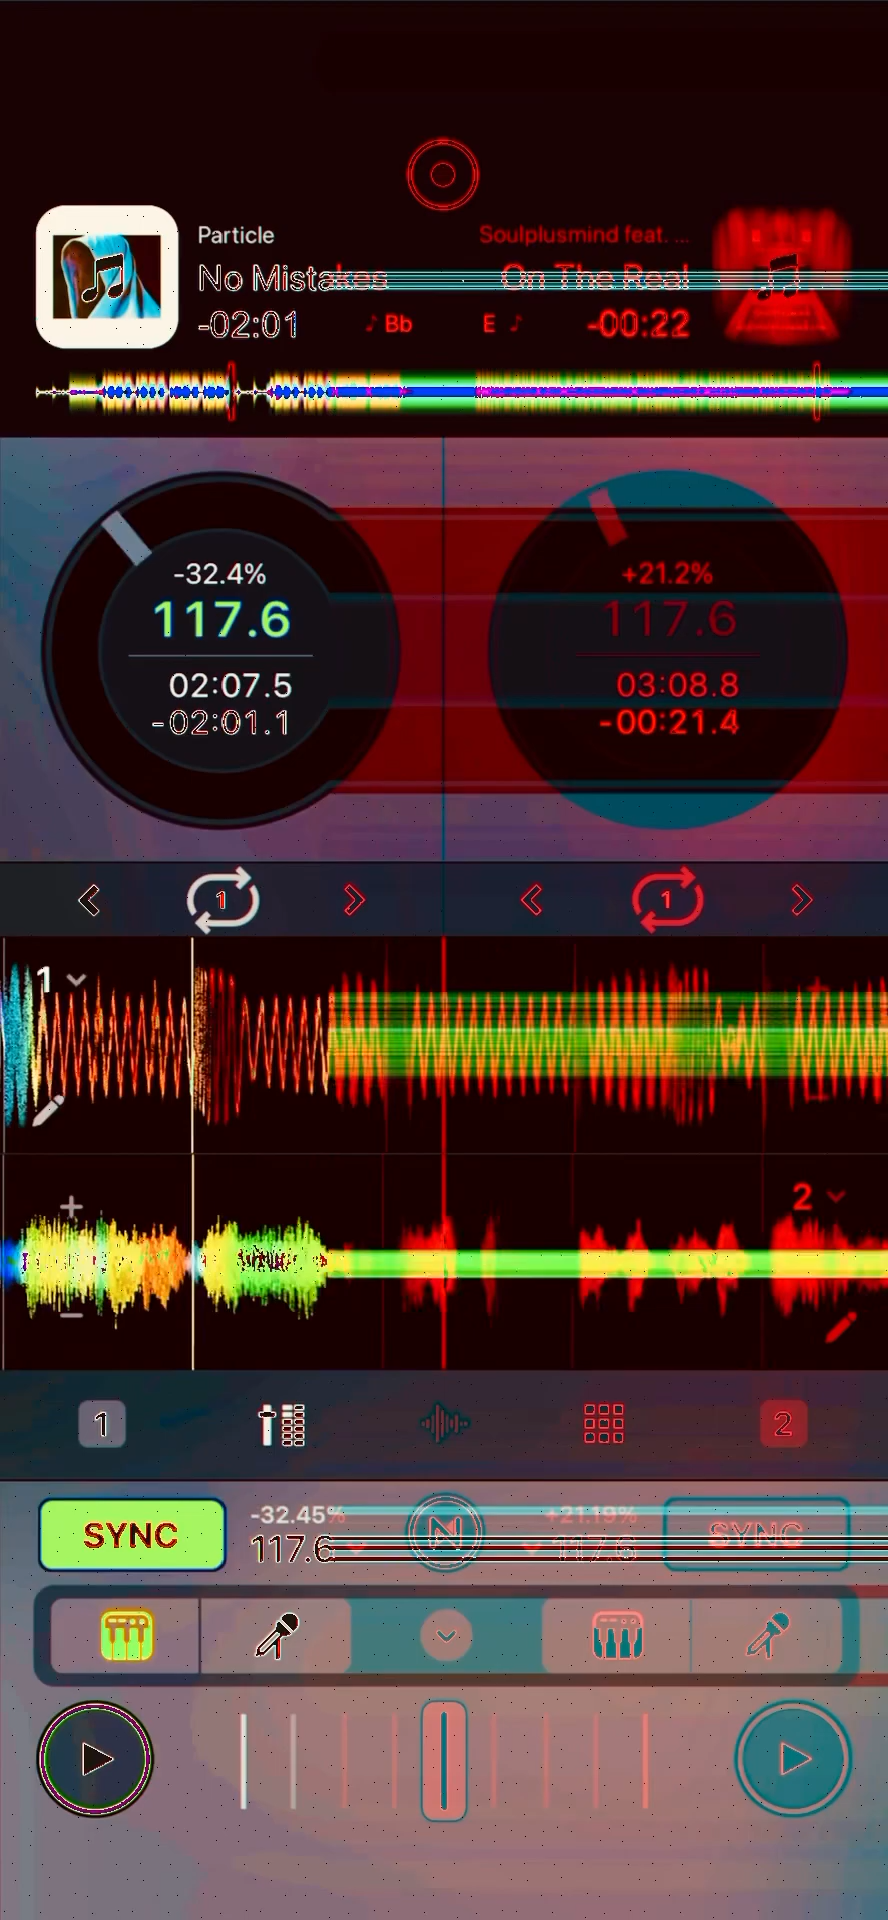 Particle
No Mistakes
-02:01
Bb
Soulplusmind feat. ...
On The Real
E
-00:22
-32.4%
117.6
02:07.5
-02:01.1
+21.2%
117.6
03:08.8
-00:21.4
1
1
1
2
1
2
SYNC
-32.45%
117.6
N
+21.19%
117.6
SYNC